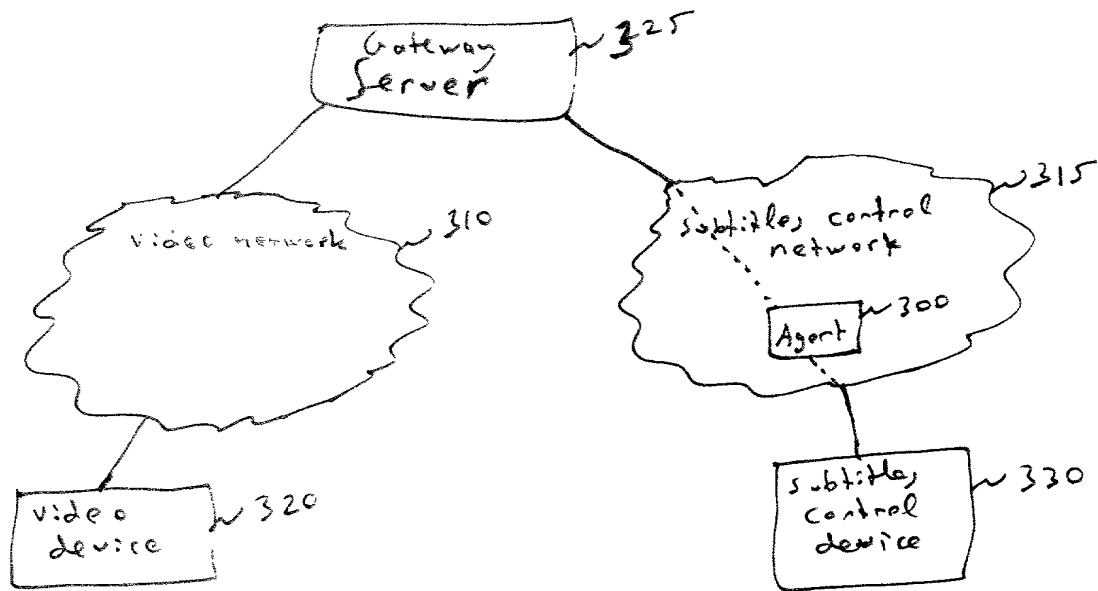 Gateway
Server
325
video network
310
subtitles control
network
315
Agent
300
video
device
320
subtitles
control
device
330